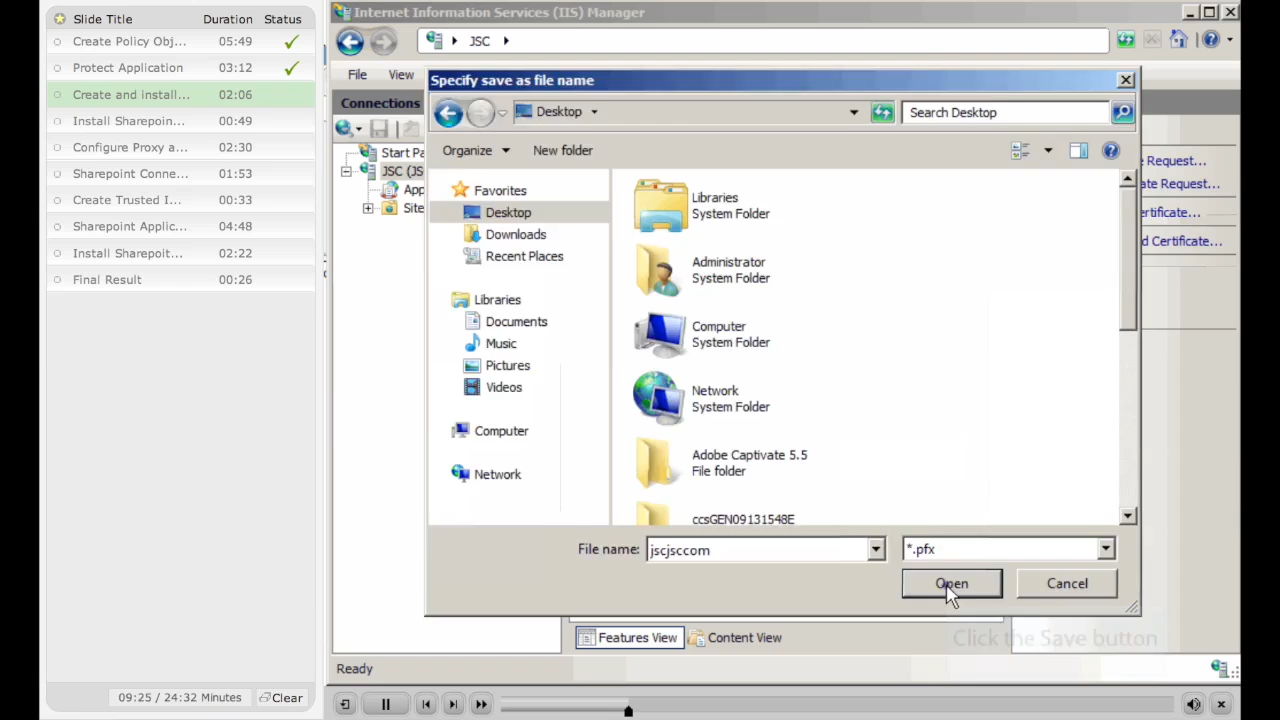 Slide Title Duration Status
Create Policy Obj... 05:49
Protect Application 03:12
Create and install... 02:06
Install Sharepoin... 00:49
Configure Proxy a... 02:30
Sharepoint Conne... 01:53
Create Trusted I... 00:33
Sharepoint Applic... 04:48
Install Sharepoit... 02:22
Final Result 00:26
09:25 / 24:32 Minutes Clear
Internet Information Services (IIS) Manager
JSC
File View
Connections
Start Pa
JSC (JS
App
Site
Specify save as file name
Desktop
Search Desktop
Organize New folder
Favorites
Desktop
Downloads
Recent Places
Libraries
Documents
Music
Pictures
Videos
Computer
Network
Libraries
System Folder
Administrator
System Folder
Computer
System Folder
Network
System Folder
Adobe Captivate 5.5
File folder
ccsGEN09131548E
File name: jscjsccom *.pfx
Open Cancel
Request...
ate Request...
ertificate...
d Certificate...
Features View Content View
Click the Save button
Ready